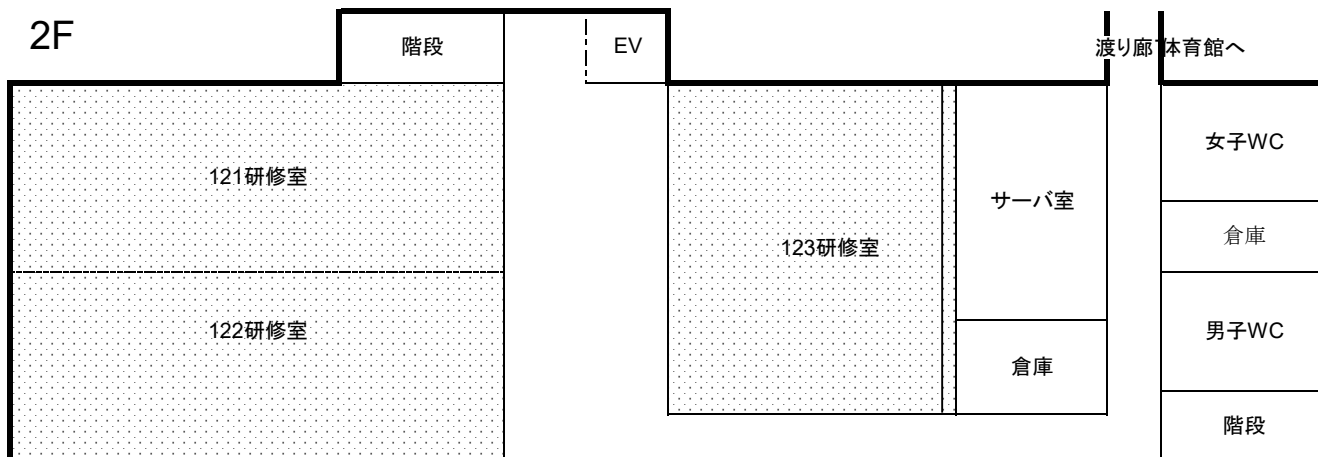 2F
階段
EV
渡り廊下体育館へ
121研修室
122研修室
123研修室
サーバ室
倉庫
女子WC
倉庫
男子WC
階段